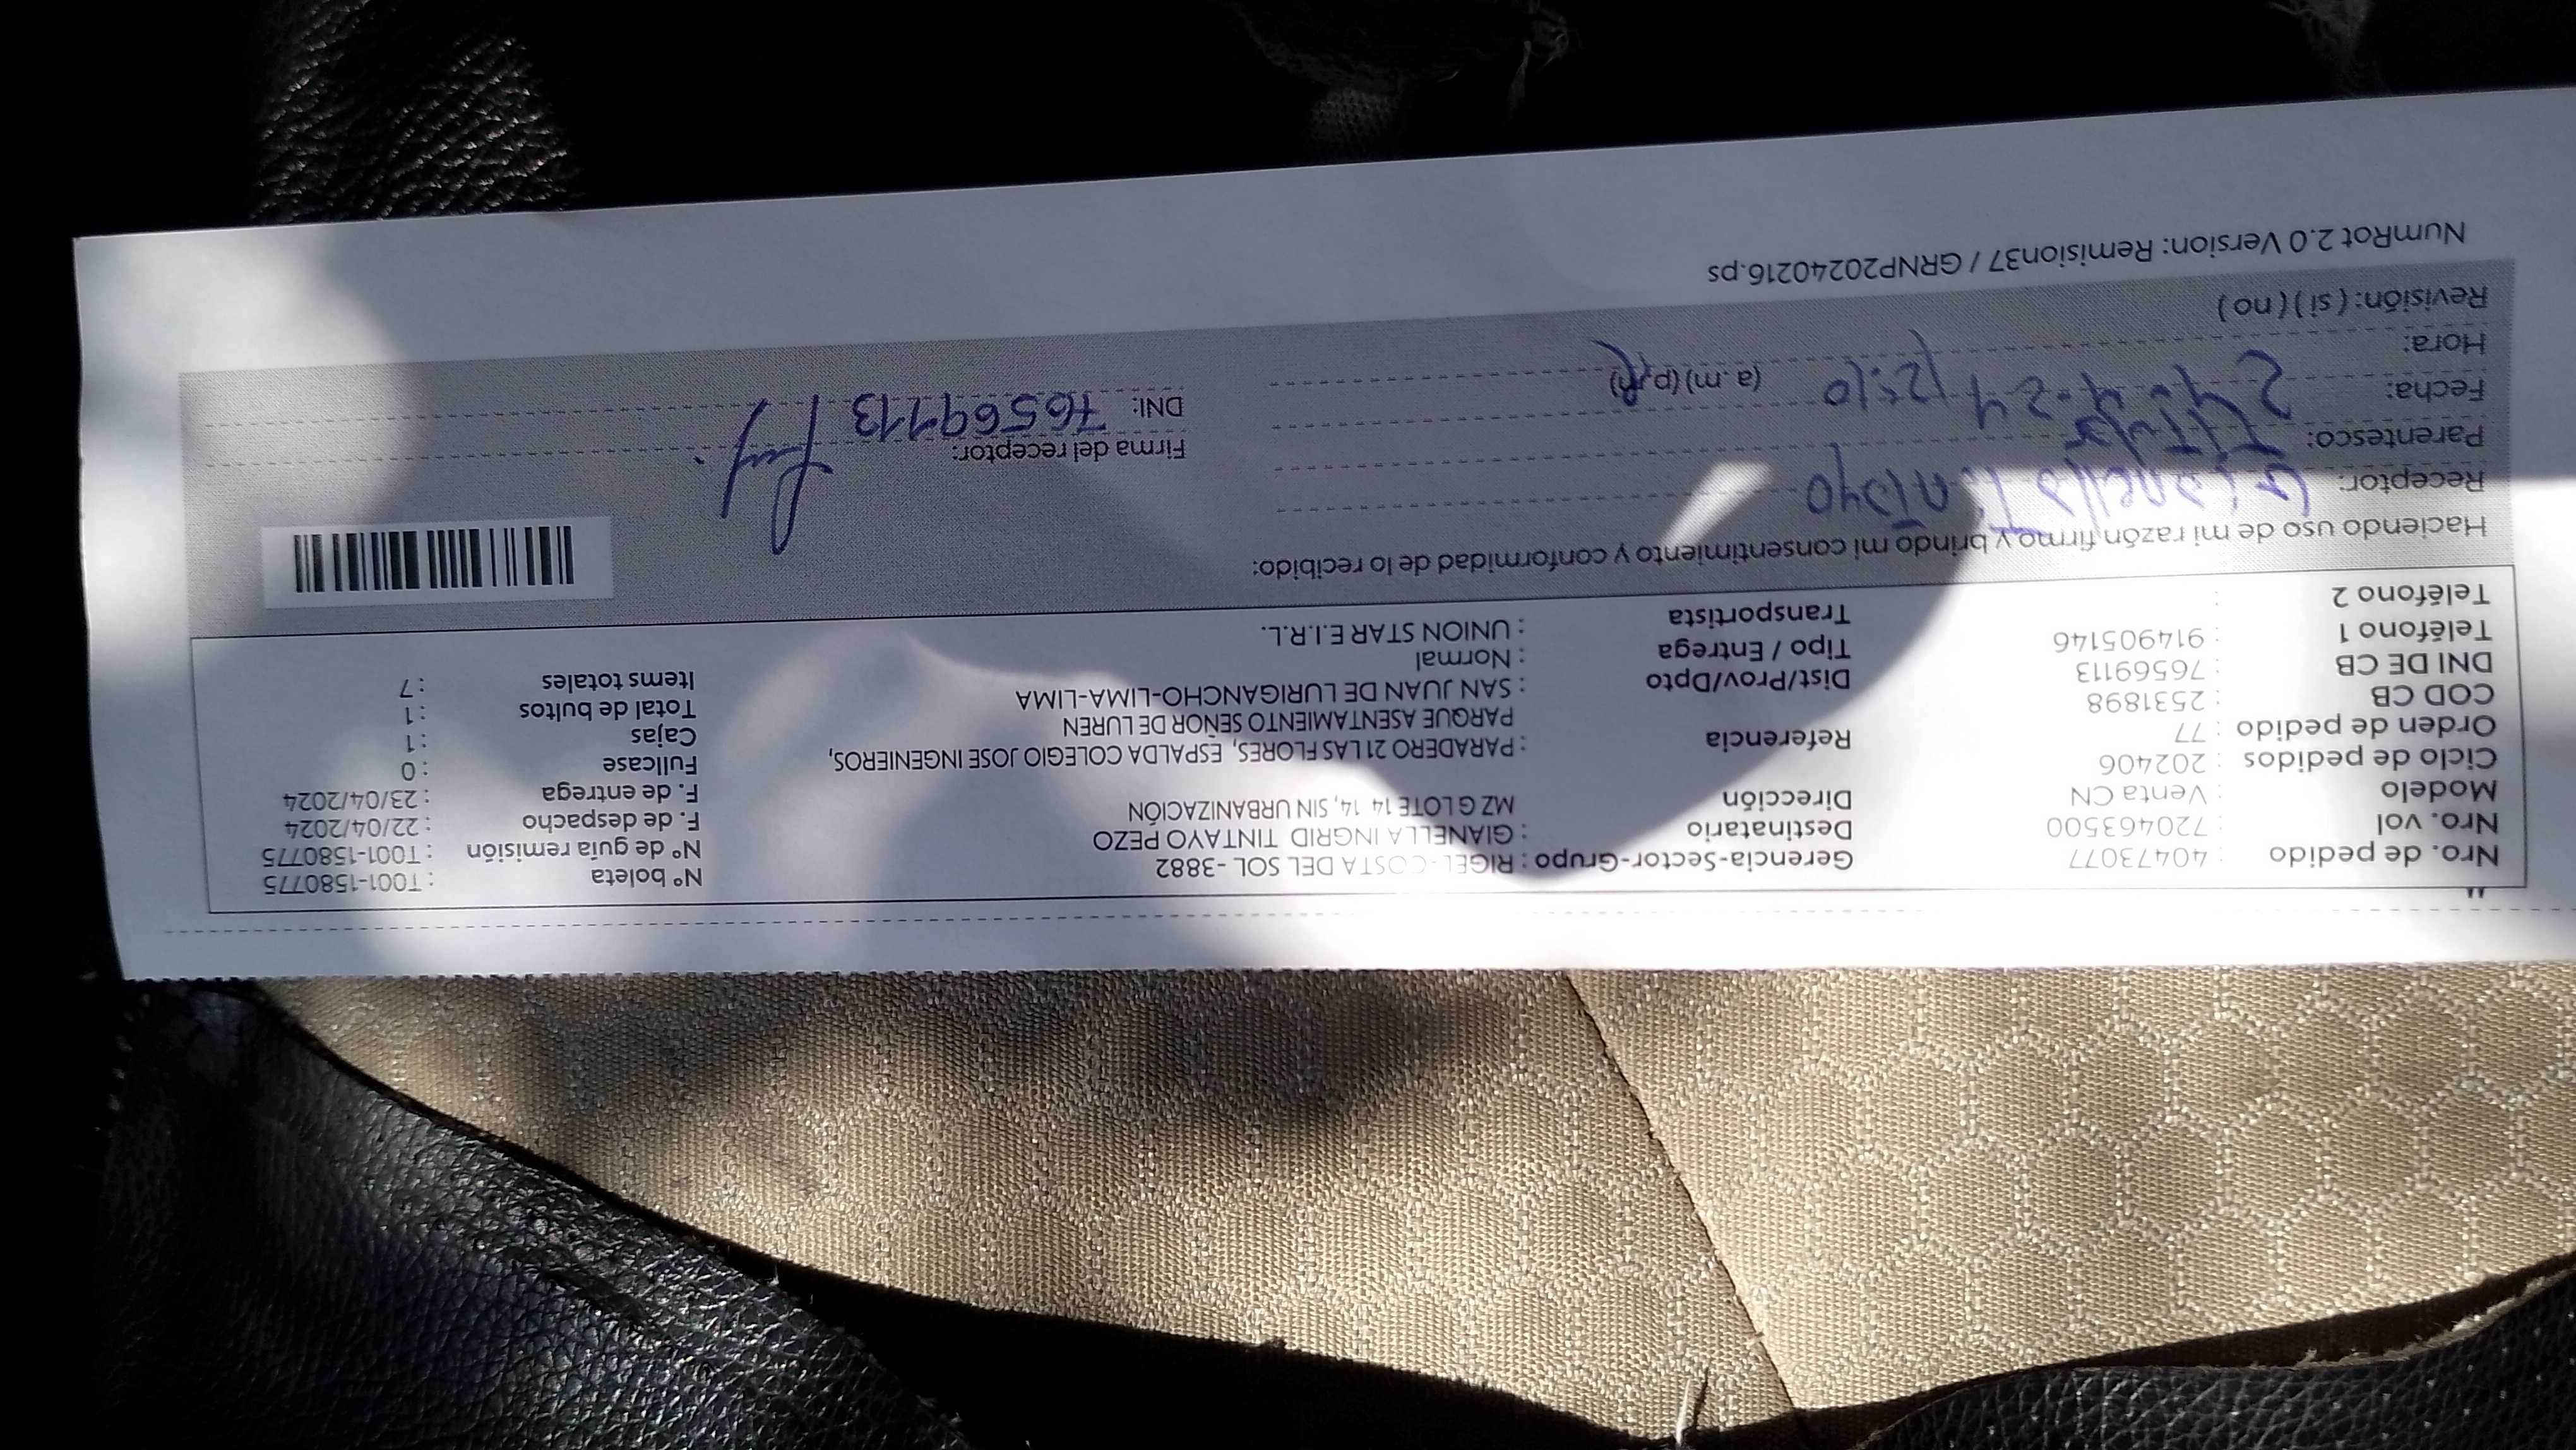 Nro. de pedido : 40473077
Nro. vol : 720463500
Modelo : Venta CN
Ciclo de pedidos : 202406
Orden de pedido : 77
COD CB : 2531898
DNI DE CB : 76569113
Teléfono 1 : 914905146
Teléfono 2 :
Gerencia-Sector-Grupo : RIGEL-COSTA DEL SOL -3882
Destinatario : GIANELLA INGRID TINTAYO PEZO
Dirección MZ G LOTE 14 14, SIN URBANIZACIÓN
Referencia : PARADERO 21 LAS FLORES, ESPALDA COLEGIO JOSE INGENIEROS,
PARQUE ASENTAMIENTO SEÑOR DE LUREN
Dist/Prov/Dpto : SAN JUAN DE LURIGANCHO-LIMA-LIMA
Tipo / Entrega : Normal
Transportista : UNION STAR E.I.R.L.
N° boleta : T001-1580775
N° de guía remisión : T001-1580775
F. de despacho : 22/04/2024
F. de entrega : 23/04/2024
Fullcase : 0
Cajas : 1
Total de bultos : 1
Items totales : 7
Haciendo uso de mi razón firmo y brindo mi consentimiento y conformidad de lo recibido:
Receptor: Gianella
Parentesco: Titular
Fecha: 24.4.24
Hora: 12:10 (a.m) (p.m)
Revisión: ( si ) ( no )
Firma del receptor:
DNI: 76569113
NumRot 2.0 Version: Remision37 / GRNP20240216.ps